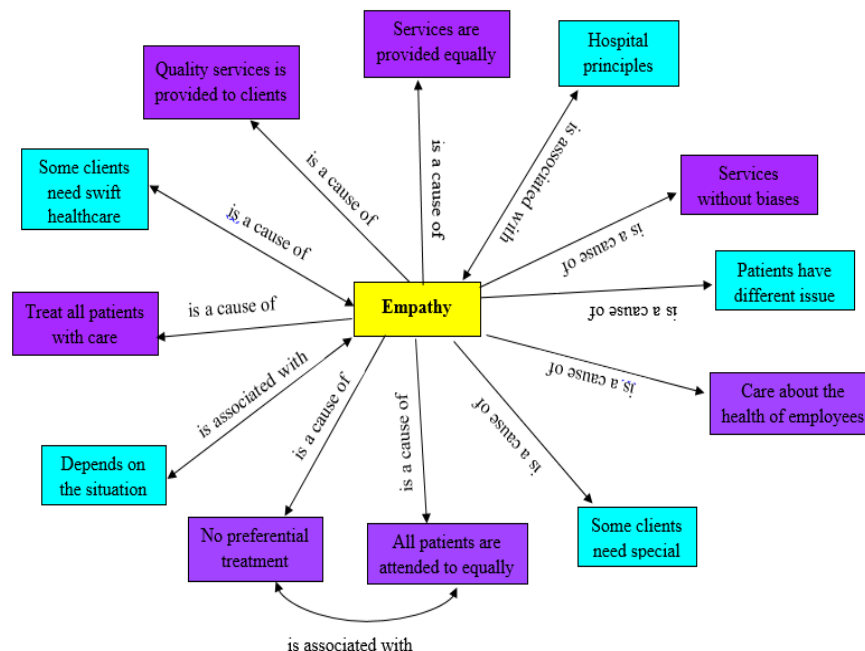 Services are
provided equally
Hospital
principles
Quality services is
provided to clients
is a cause of
is a cause of
is associated with
Some clients
need swift
healthcare
Services
without biases
is a cause of
is a cause of
Patients have
different issue
Empathy
is a cause of
Treat all patients
with care
is a cause of
is associated with
is a cause of
is a cause of
is a cause of
is a cause of
Care about the
health of employees
Depends on
the situation
No preferential
treatment
All patients are
attended to equally
Some clients
need special
is associated with